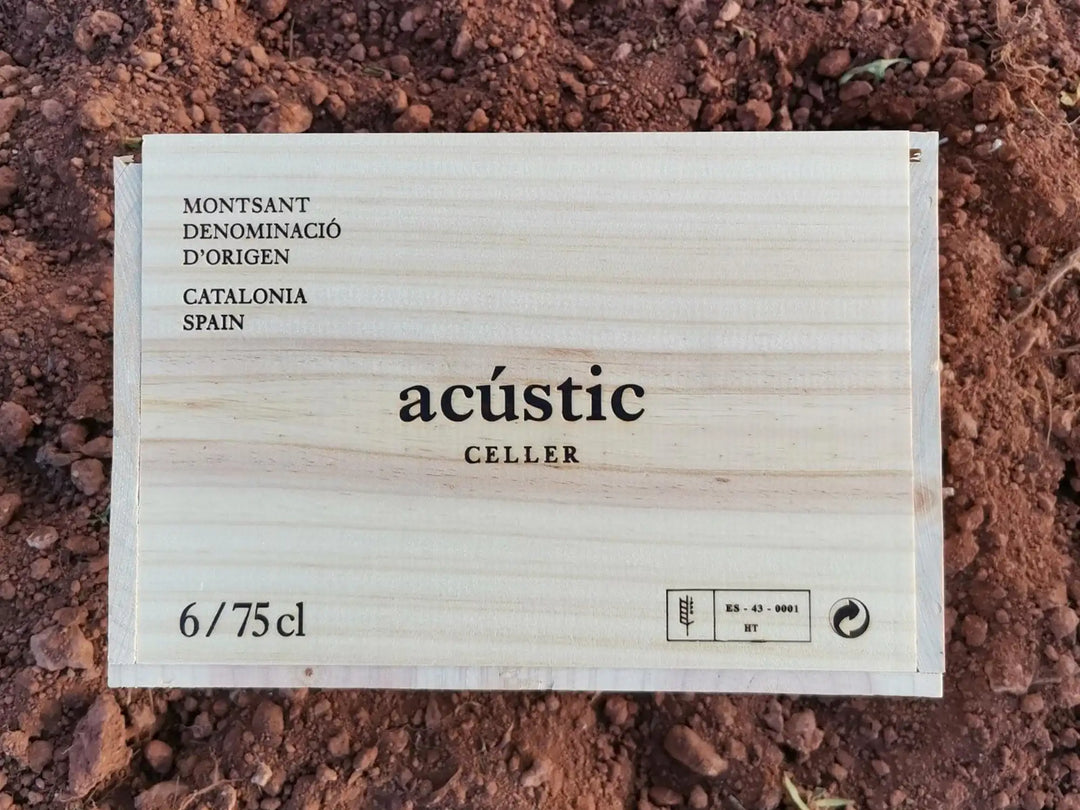 MONTSANT
DENOMINACIÓ
D'ORIGEN
CATALONIA
SPAIN
acústic
CELLER
6/75cl
ES - 43 - 0001
HT